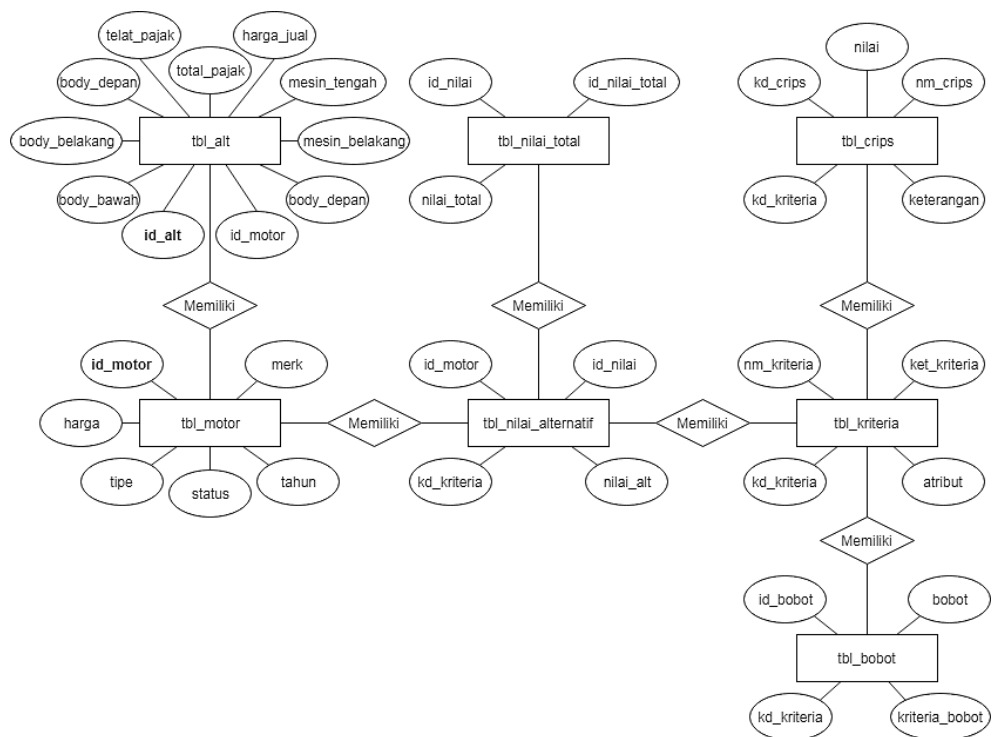 telat_pajak
harga_jual
body_depan
total_pajak
mesin_tengah
body_belakang
tbl_alt
mesin_belakang
body_bawah
body_depan
id_alt
id_motor
id_nilai
id_nilai_total
tbl_nilai_total
nilai_total
nilai
kd_crips
nm_crips
tbl_crips
kd_kriteria
keterangan
Memiliki
Memiliki
Memiliki
id_motor
merk
harga
tbl_motor
tipe
status
tahun
Memiliki
id_motor
id_nilai
tbl_nilai_alternatif
kd_kriteria
nilai_alt
Memiliki
nm_kriteria
ket_kriteria
tbl_kriteria
kd_kriteria
atribut
Memiliki
id_bobot
bobot
tbl_bobot
kd_kriteria
kriteria_bobot